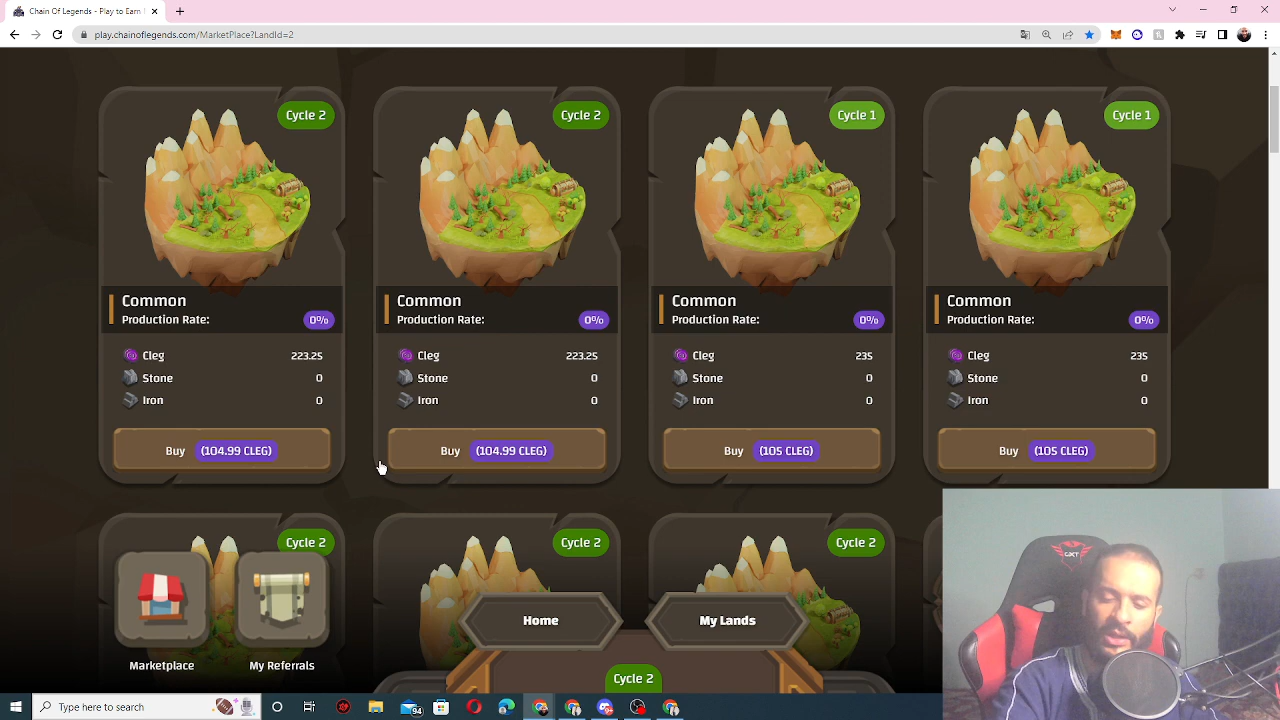 Chain Of Legends - Play to Earn
play.chainoflegends.com/MarketPlace?LandId=2
Cycle 2
Common
Production Rate: 0%
Cleg 223.25
Stone 0
Iron 0
Buy (104.99 CLEG)
Cycle 2
Common
Production Rate: 0%
Cleg 223.25
Stone 0
Iron 0
Buy (104.99 CLEG)
Cycle 1
Common
Production Rate: 0%
Cleg 235
Stone 0
Iron 0
Buy (105 CLEG)
Cycle 1
Common
Production Rate: 0%
Cleg 235
Stone 0
Iron 0
Buy (105 CLEG)
Cycle 2
Cycle 2
Cycle 2
Marketplace
My Referrals
Home
My Lands
Cycle 2
GXT
Type here to search
94